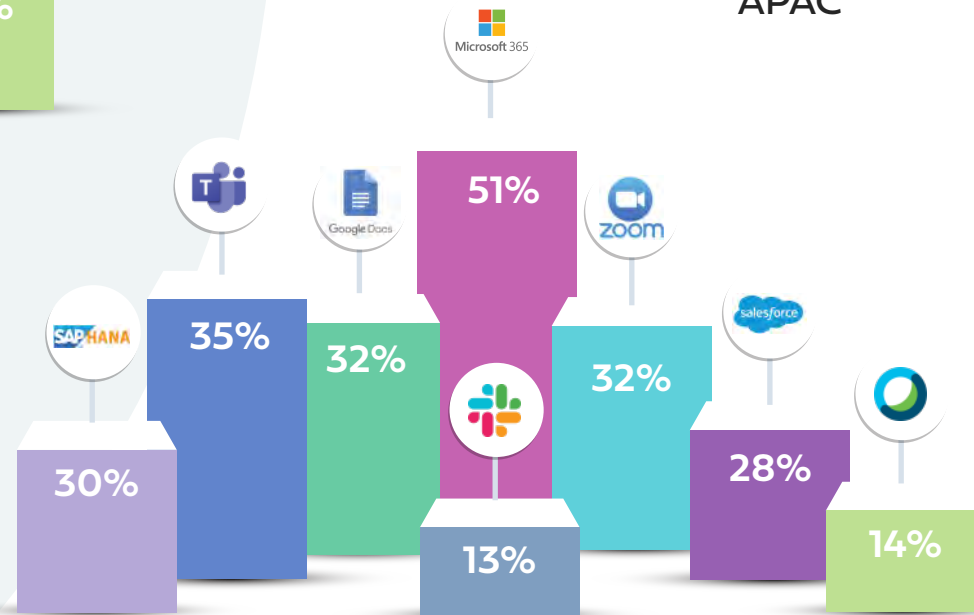 %
APAC
Microsoft 365
T
51%
Google Docs
zoom
35%
32%
SAP HANA
salesforce
32%
30%
28%
13%
14%